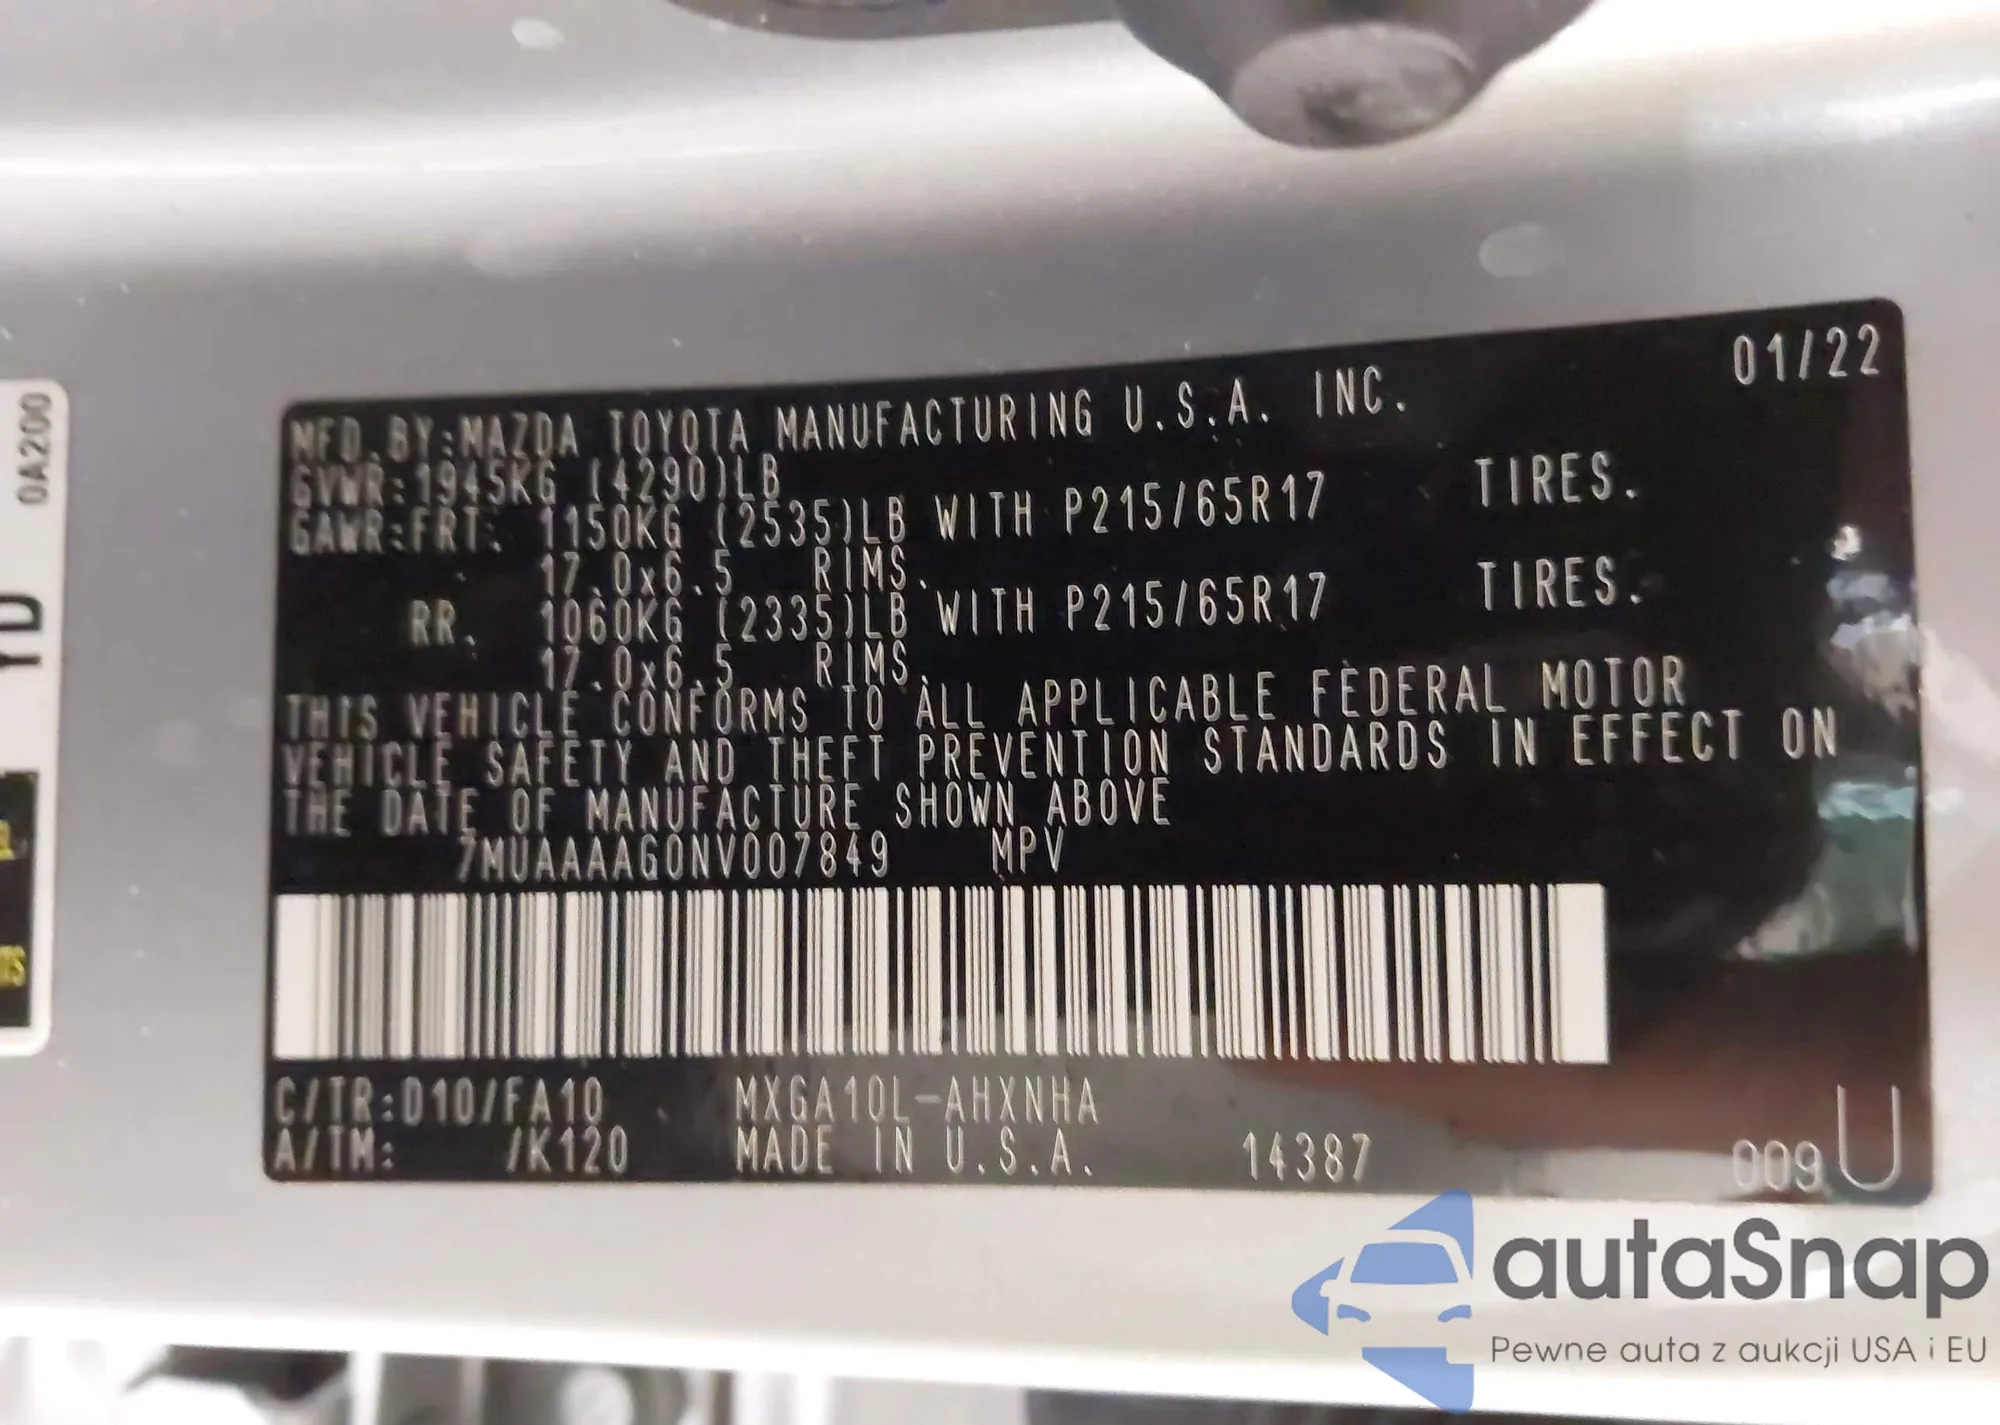 0A200
YD
01/22
MFD.BY:MAZDA TOYOTA MANUFACTURING U.S.A. INC.
GVWR:1945KG (4290)LB
GAWR:FRT. 1150KG (2535)LB WITH P215/65R17 TIRES.
17.0x6.5 RIMS.
RR. 1060KG (2335)LB WITH P215/65R17 TIRES.
17.0x6.5 RIMS.
THIS VEHICLE CONFORMS TO ALL APPLICABLE FEDERAL MOTOR
VEHICLE SAFETY AND THEFT PREVENTION STANDARDS IN EFFECT ON
THE DATE OF MANUFACTURE SHOWN ABOVE
7MUAAAAG0NV007849 MPV
C/TR:D10/FA10 MXGA10L-AHXNHA
A/TM: /K120 MADE IN U.S.A. 14387 009U
autaSnap
Pewne auta z aukcji USA i EU